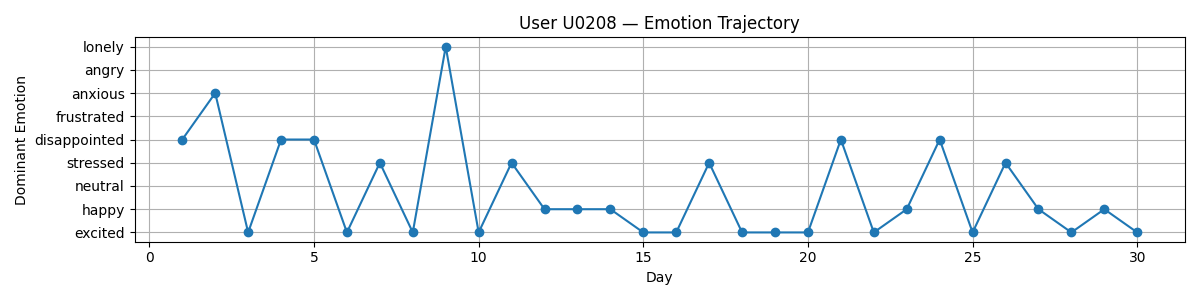 User U0208 — Emotion Trajectory
Dominant Emotion
lonely
angry
anxious
frustrated
disappointed
stressed
neutral
happy
excited
0 5 10 15 20 25 30
Day